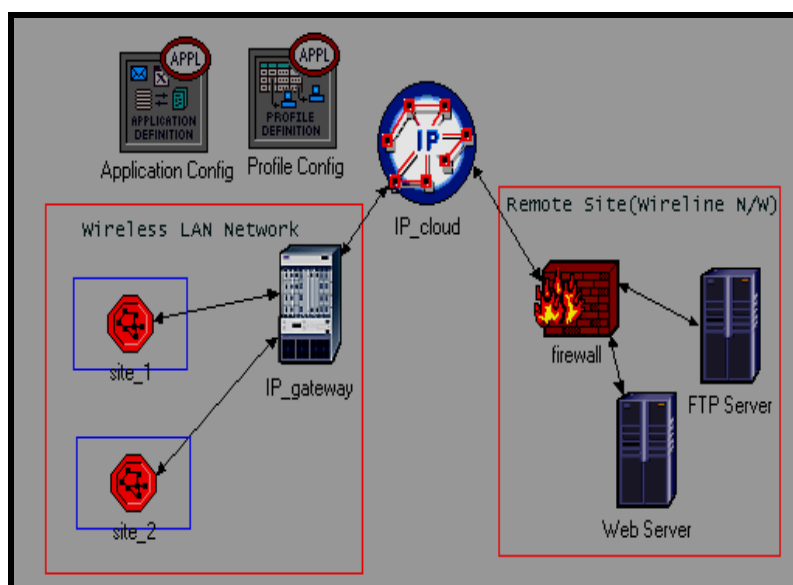 APPL
APPLICATION
DEFINITION
Application Config
APPL
PROFILE
DEFINITION
Profile Config
IP
IP_cloud
Wireless LAN Network
site_1
IP_gateway
site_2
Remote Site(Wireline N/W)
firewall
FTP Server
Web Server